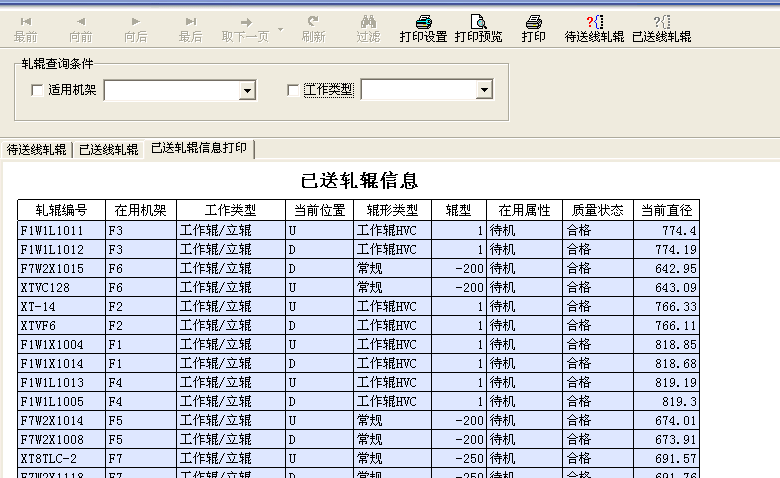 最前 向前 向后 最后 取下一页 刷新 过滤 打印设置 打印预览 打印 待送线轧辊 已送线轧辊
轧辊查询条件
适用机架 工作类型
待送线轧辊 已送线轧辊 已送轧辊信息打印
已送轧辊信息
轧辊编号 在用机架 工作类型 当前位置 辊形类型 辊型 在用属性 质量状态 当前直径
F1W1L1011 F3 工作辊/立辊 U 工作辊HVC 1 待机 合格 774.4
F1W1L1012 F3 工作辊/立辊 D 工作辊HVC 1 待机 合格 774.19
F7W2X1015 F6 工作辊/立辊 D 常规 -200 待机 合格 642.95
XTVC128 F6 工作辊/立辊 U 常规 -200 待机 合格 643.09
XT-14 F2 工作辊/立辊 U 工作辊HVC 1 待机 合格 766.33
XTVF6 F2 工作辊/立辊 D 工作辊HVC 1 待机 合格 766.11
F1W1X1004 F1 工作辊/立辊 U 工作辊HVC 1 待机 合格 818.85
F1W1X1014 F1 工作辊/立辊 D 工作辊HVC 1 待机 合格 818.68
F1W1L1013 F4 工作辊/立辊 U 工作辊HVC 1 待机 合格 819.19
F1W1L1005 F4 工作辊/立辊 D 工作辊HVC 1 待机 合格 819.3
F7W2X1014 F5 工作辊/立辊 U 常规 -200 待机 合格 674.01
F7W2X1008 F5 工作辊/立辊 D 常规 -200 待机 合格 673.91
XT8TLC-2 F7 工作辊/立辊 U 常规 -250 待机 合格 691.57
F7W2X1118 F7 工作辊/立辊 D 常规 -250 待机 合格 691.76